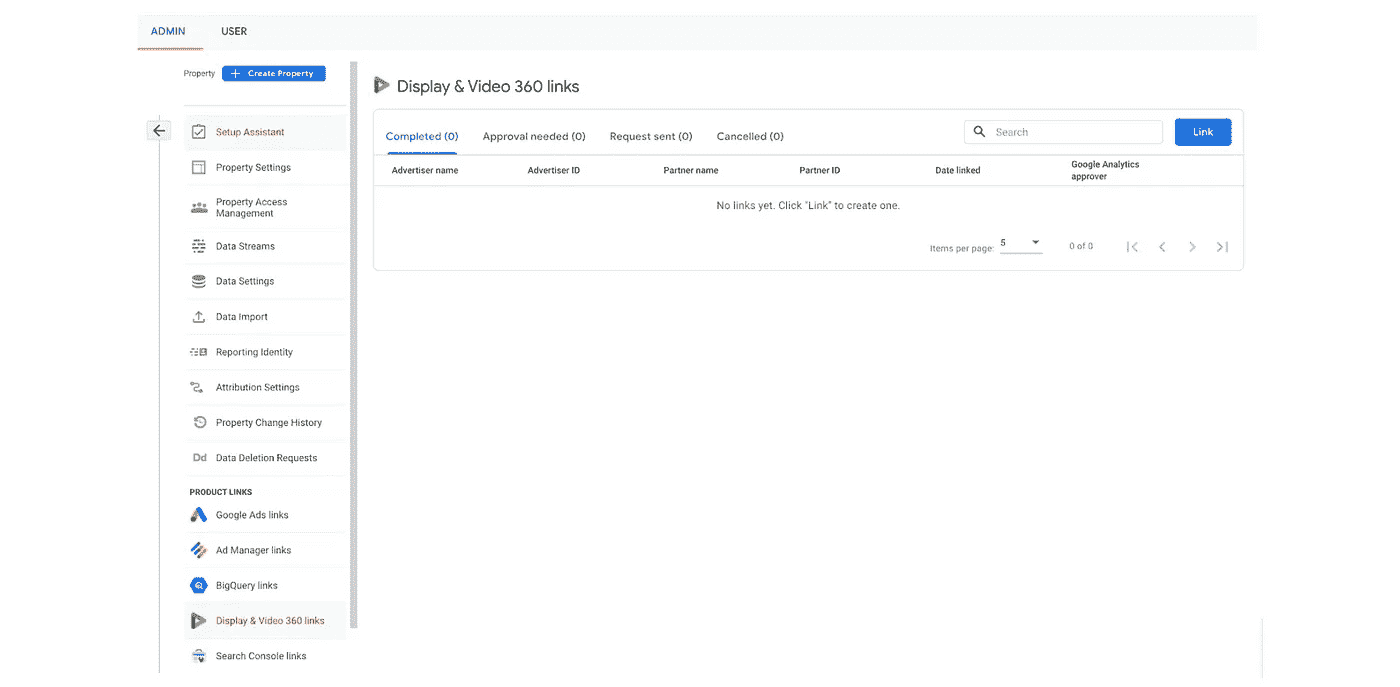 ADMIN USER
Property + Create Property
Setup Assistant
Property Settings
Property Access
Management
Data Streams
Data Settings
Data Import
Reporting Identity
Attribution Settings
Property Change History
Dd Data Deletion Requests
PRODUCT LINKS
Google Ads links
Ad Manager links
BigQuery links
Display & Video 360 links
Search Console links
Display & Video 360 links
Completed (0) Approval needed (0) Request sent (0) Cancelled (0) Search Link
Advertiser name Advertiser ID Partner name Partner ID Date linked Google Analytics
approver
No links yet. Click "Link" to create one.
Items per page: 5 0 of 0